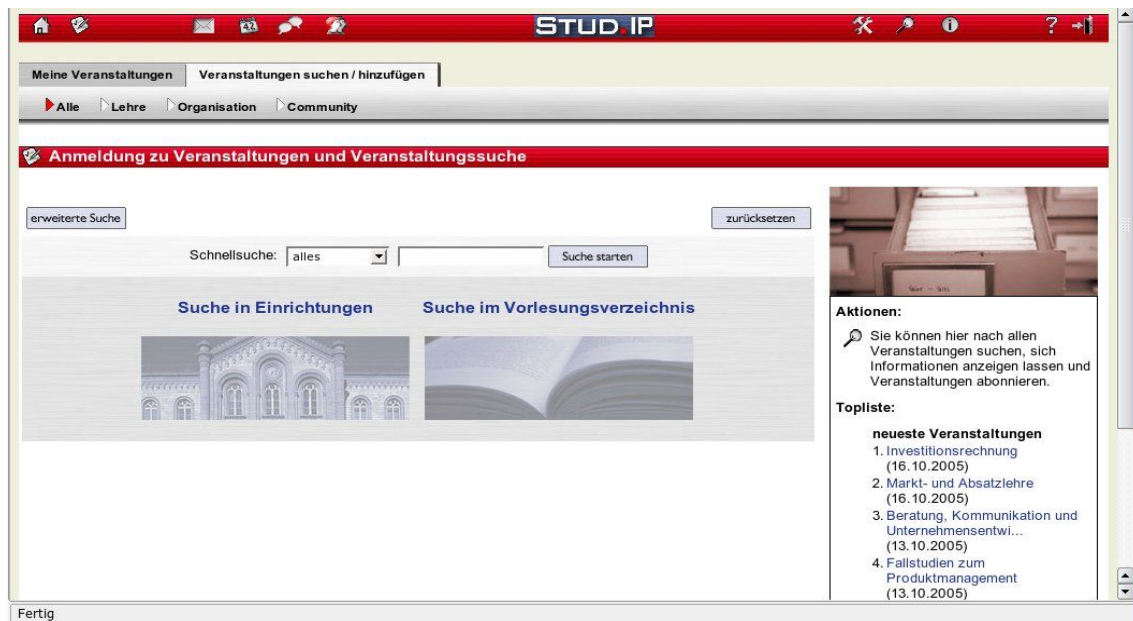 STUD.IP
Meine Veranstaltungen
Veranstaltungen suchen / hinzufügen
Alle Lehre Organisation Community
Anmeldung zu Veranstaltungen und Veranstaltungssuche
erweiterte Suche
zurücksetzen
Schnellsuche: alles Suche starten
Suche in Einrichtungen
Suche im Vorlesungsverzeichnis
Aktionen:
Sie können hier nach allen
Veranstaltungen suchen, sich
Informationen anzeigen lassen und
Veranstaltungen abonnieren.
Topliste:
neueste Veranstaltungen
1. Investitionsrechnung
(16.10.2005)
2. Markt- und Absatzlehre
(16.10.2005)
3. Beratung, Kommunikation und
Unternehmensentwi...
(13.10.2005)
4. Fallstudien zum
Produktmanagement
(13.10.2005)
Fertig